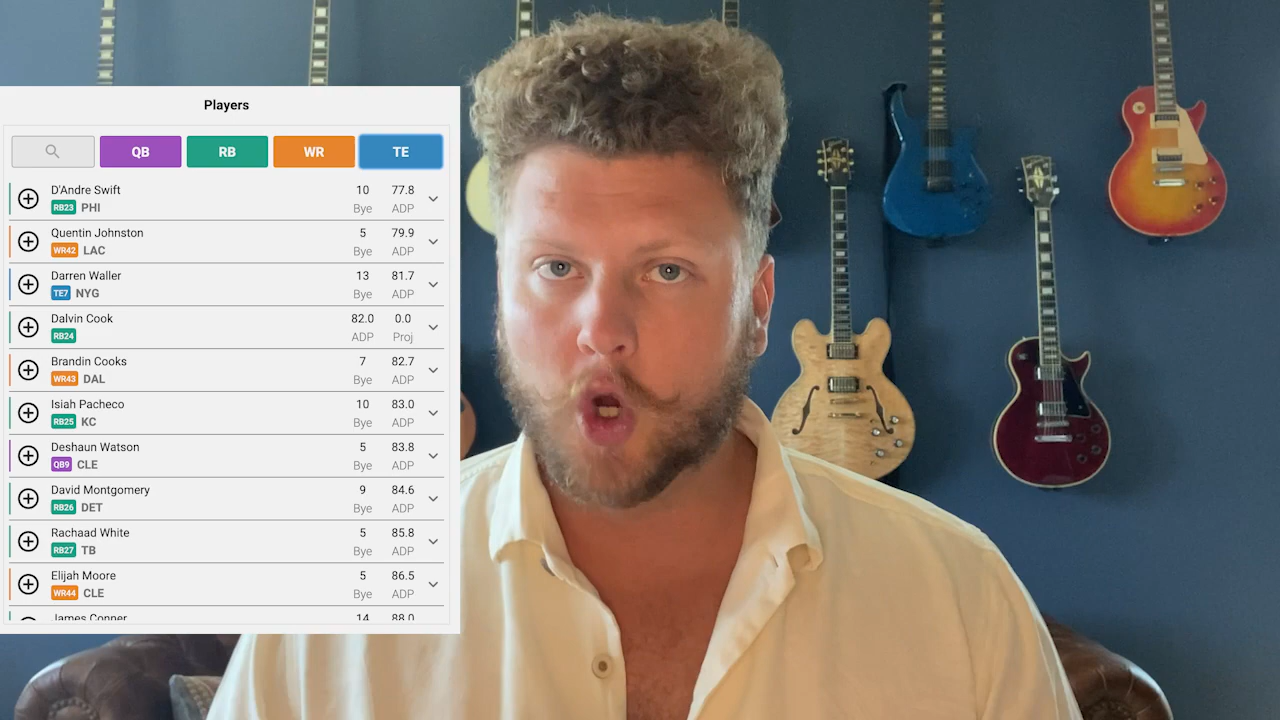 Players
QB RB WR TE
D'Andre Swift 10 77.8
RB23 PHI Bye ADP
Quentin Johnston 5 79.9
WR42 LAC Bye ADP
Darren Waller 13 81.7
TE7 NYG Bye ADP
Dalvin Cook 82.0 0.0
RB24 ADP Proj
Brandin Cooks 7 82.7
WR43 DAL Bye ADP
Isiah Pacheco 10 83.0
RB25 KC Bye ADP
Deshaun Watson 5 83.8
QB9 CLE Bye ADP
David Montgomery 9 84.6
RB26 DET Bye ADP
Rachaad White 5 85.8
RB27 TB Bye ADP
Elijah Moore 5 86.5
WR44 CLE Bye ADP
James Conner 14 88.0